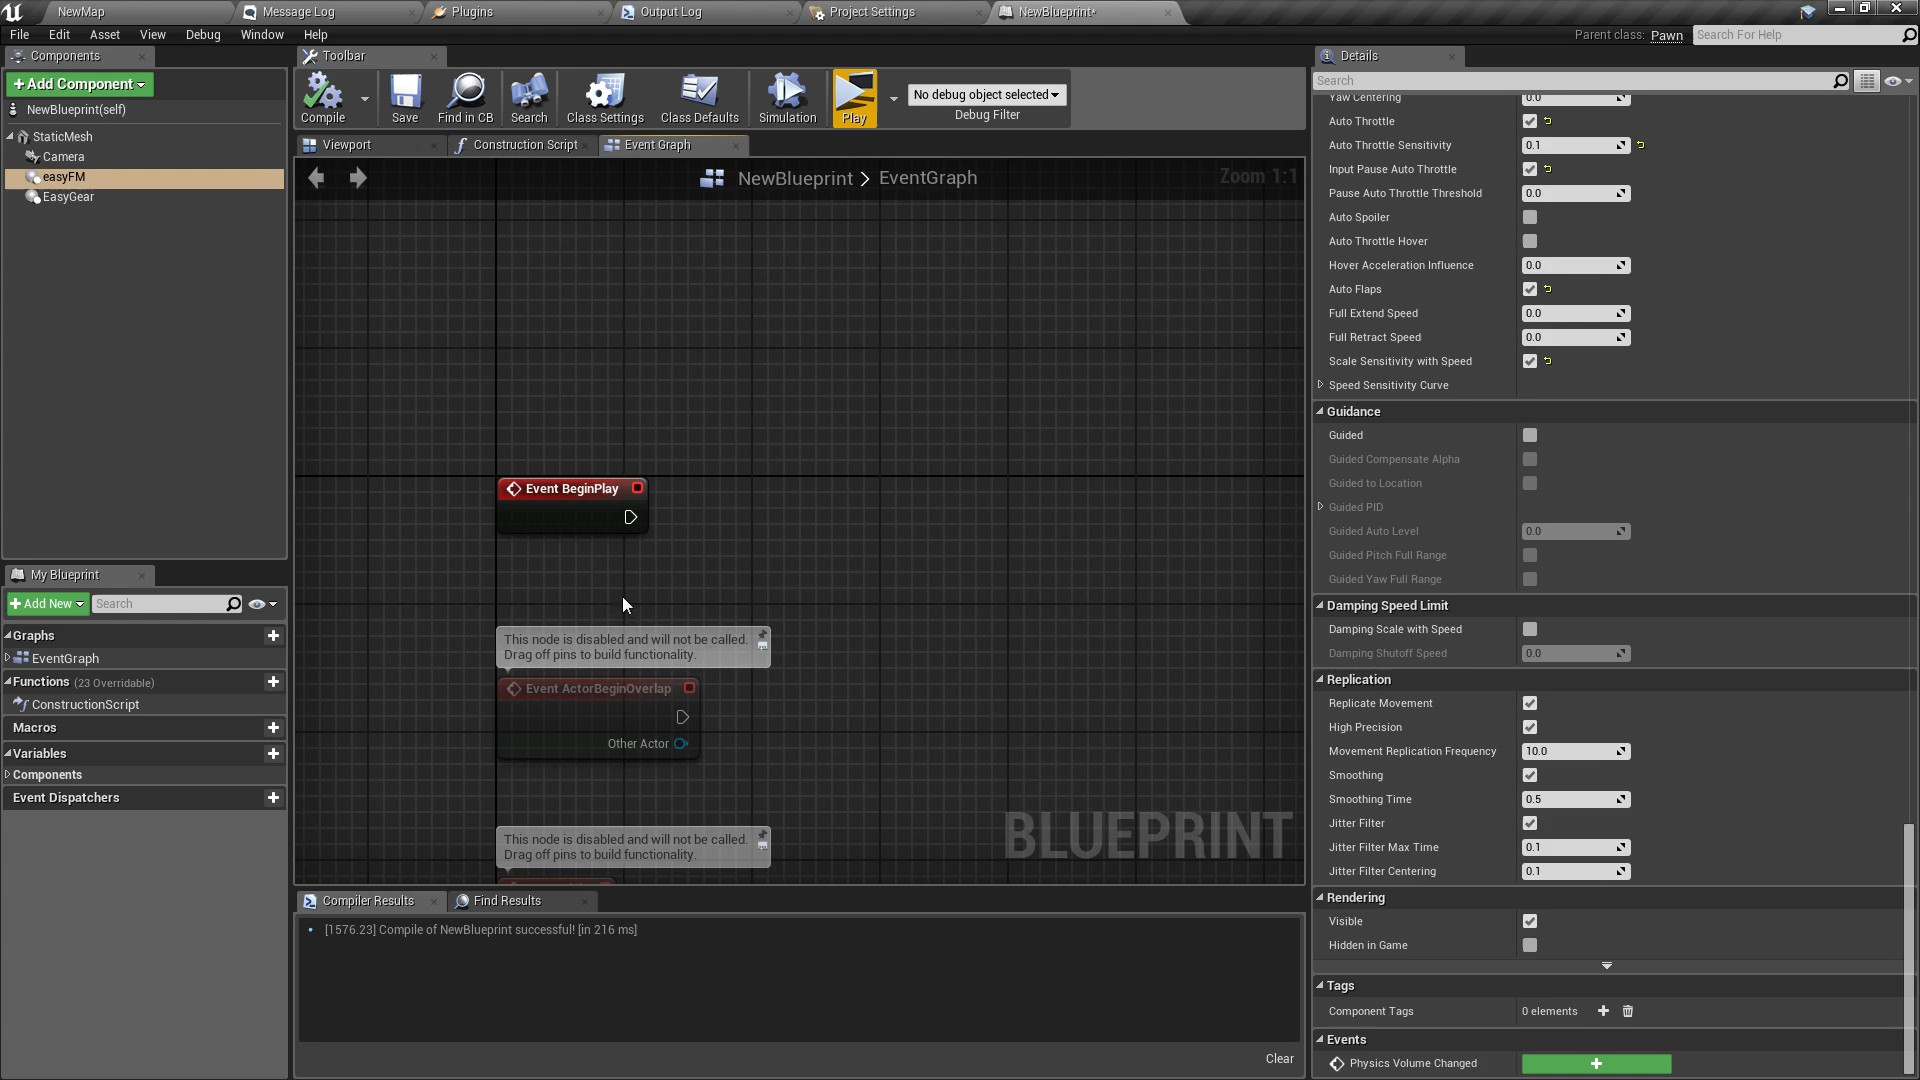 NewMap
Message Log
Plugins
Output Log
Project Settings
NewBlueprint*
File
Edit
Asset
View
Debug
Window
Help
Parent class: Pawn
Search For Help
Components
+ Add Component
NewBlueprint(self)
StaticMesh
Camera
easyFM
EasyGear
Toolbar
Compile
Save
Find in CB
Search
Class Settings
Class Defaults
Simulation
Play
No debug object selected
Debug Filter
Viewport
Construction Script
Event Graph
NewBlueprint > EventGraph
Zoom 1:1
Event BeginPlay
This node is disabled and will not be called.
Drag off pins to build functionality.
Event ActorBeginOverlap
Other Actor
This node is disabled and will not be called.
Drag off pins to build functionality.
BLUEPRINT
My Blueprint
+ Add New
Search
Graphs
EventGraph
Functions (23 Overridable)
ConstructionScript
Macros
Variables
Components
Event Dispatchers
Compiler Results
Find Results
[1576.23] Compile of NewBlueprint successful! [in 216 ms]
Clear
Details
Search
Yaw Centering 0.0
Auto Throttle
Auto Throttle Sensitivity 0.1
Input Pause Auto Throttle
Pause Auto Throttle Threshold 0.0
Auto Spoiler
Auto Throttle Hover
Hover Acceleration Influence 0.0
Auto Flaps
Full Extend Speed 0.0
Full Retract Speed 0.0
Scale Sensitivity with Speed
Speed Sensitivity Curve
Guidance
Guided
Guided Compensate Alpha
Guided to Location
Guided PID
Guided Auto Level 0.0
Guided Pitch Full Range
Guided Yaw Full Range
Damping Speed Limit
Damping Scale with Speed
Damping Shutoff Speed 0.0
Replication
Replicate Movement
High Precision
Movement Replication Frequency 10.0
Smoothing
Smoothing Time 0.5
Jitter Filter
Jitter Filter Max Time 0.1
Jitter Filter Centering 0.1
Rendering
Visible
Hidden in Game
Tags
Component Tags 0 elements
Events
Physics Volume Changed